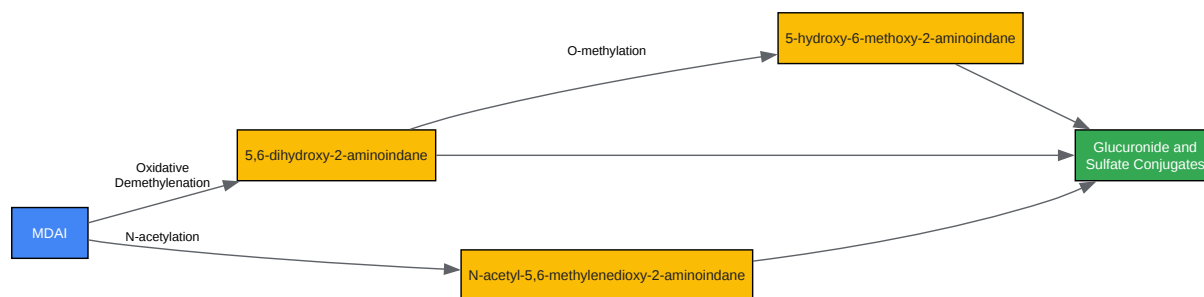 5-hydroxy-6-methoxy-2-aminoindane
O-methylation
5,6-dihydroxy-2-aminoindane
Glucuronide and
Sulfate Conjugates
Oxidative
Demethylenation
MDAI
N-acetylation
N-acetyl-5,6-methylenedioxy-2-aminoindane